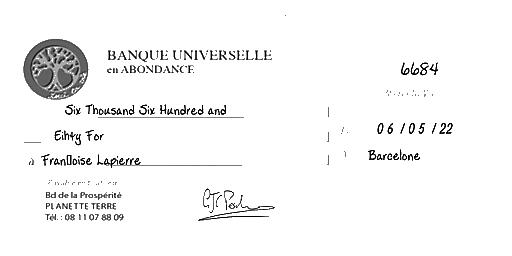 BANQUE UNIVERSELLE
en ABONDANCE
6684
Six Thousand Six Hundred and
Eihty For
06/05/22
à Franßoise Lapierre
Barcelone
Bd de la Prospérité
PLANETTE TERRE
Tél. : 08 11 07 88 09